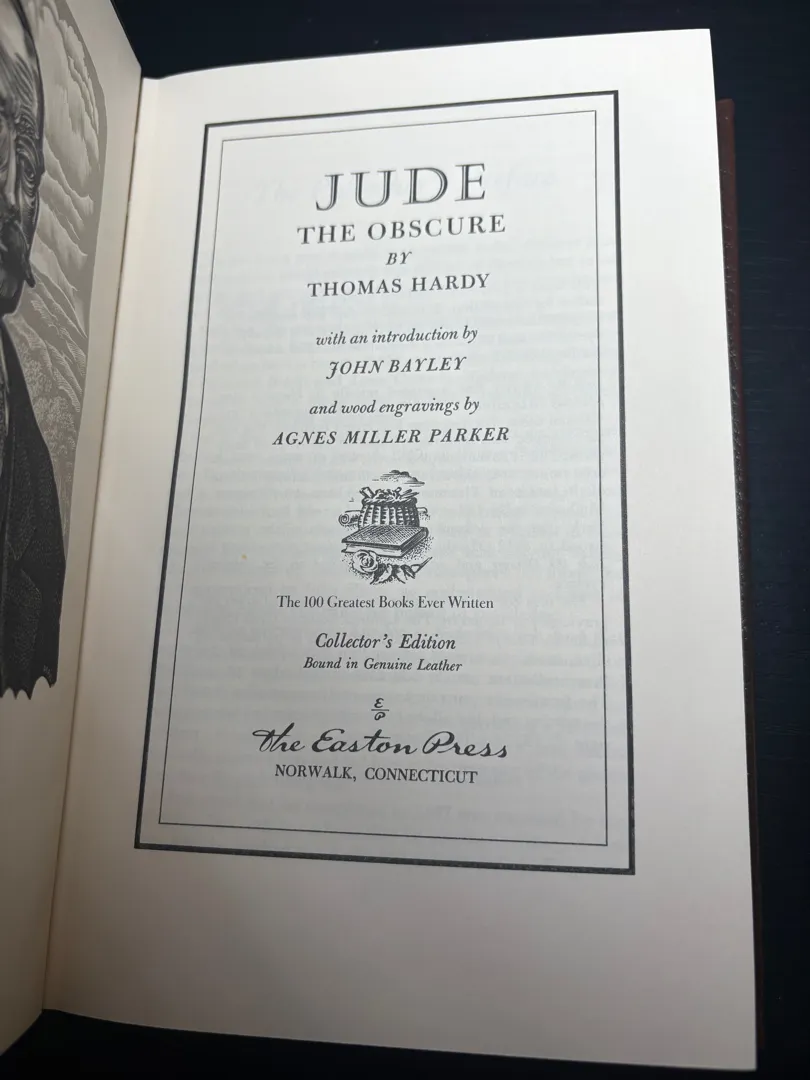 JUDE
THE OBSCURE
BY
THOMAS HARDY
with an introduction by
JOHN BAYLEY
and wood engravings by
AGNES MILLER PARKER
The 100 Greatest Books Ever Written
Collector's Edition
Bound in Genuine Leather
E
P
The Easton Press
NORWALK, CONNECTICUT